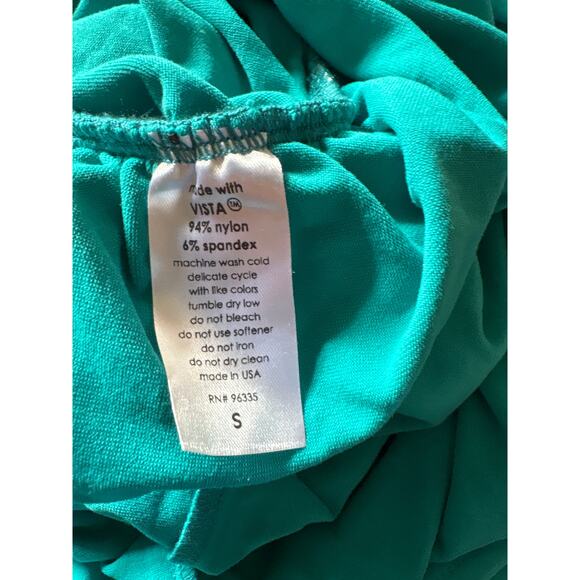 made with
VISTA™
94% nylon
6% spandex
machine wash cold
delicate cycle
with like colors
tumble dry low
do not bleach
do not use softener
do not iron
do not dry clean
made in USA
RN# 96335
S